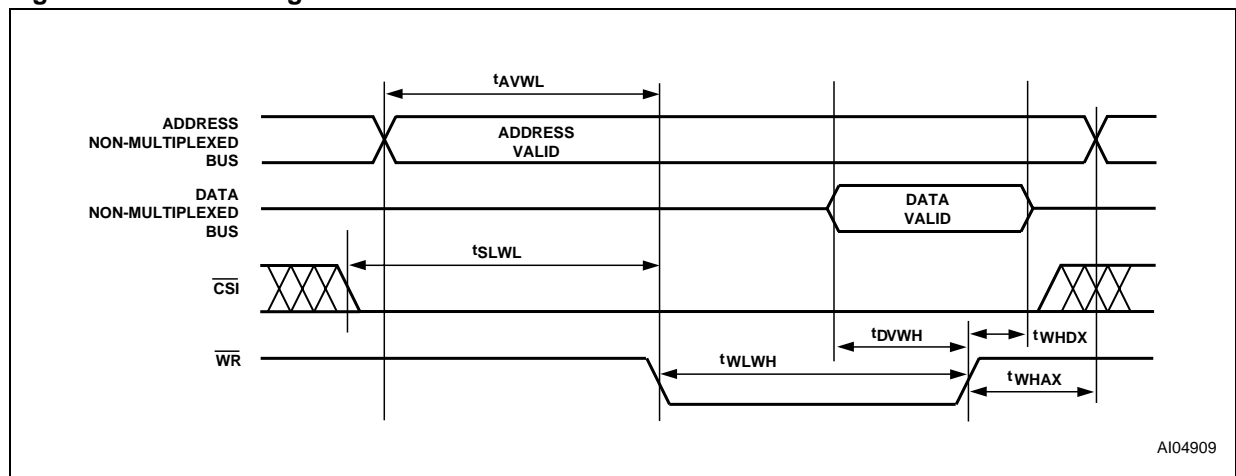 tAVWL
ADDRESS
NON-MULTIPLEXED
BUS
ADDRESS
VALID
DATA
NON-MULTIPLEXED
BUS
DATA
VALID
tSLWL
CSI
tDVWH
tWHDX
WR
tWLWH
tWHAX
AI04909